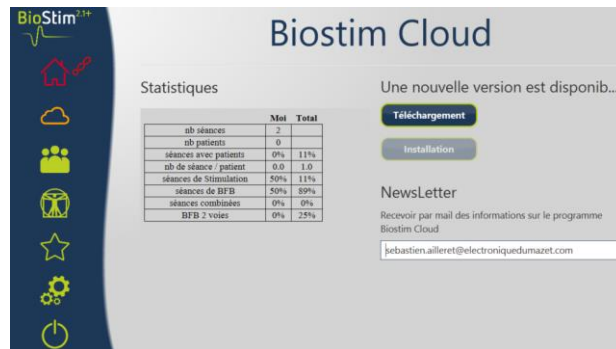 BioStim 2.1+
Biostim Cloud
Statistiques
Moi Total
nb séances 2
nb patients 0
séances avec patients 0% 11%
nb de séance / patient 0.0 1.0
séances de Stimulation 50% 11%
séances de BFB 50% 89%
séances combinées 0% 0%
BFB 2 voies 0% 25%
Une nouvelle version est disponib...
Téléchargement
Installation
NewsLetter
Recevoir par mail des informations sur le programme
Biostim Cloud
sebastien.ailleret@electroniquedumazet.com